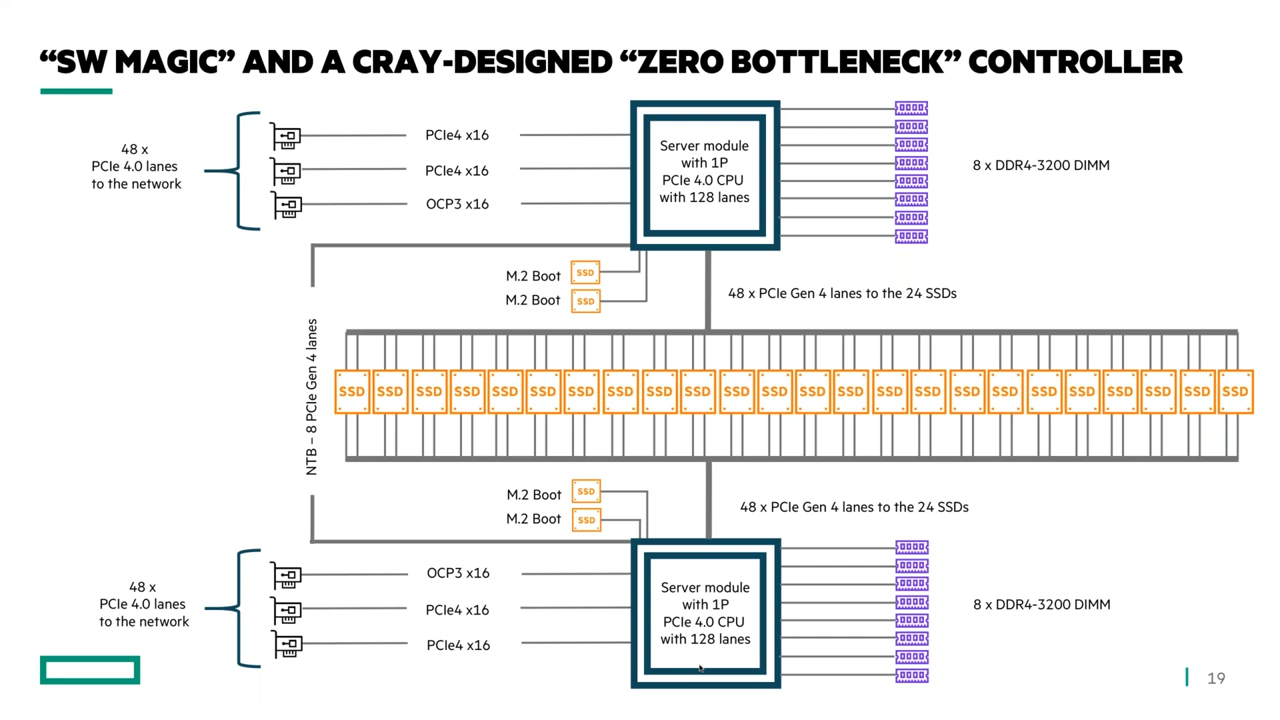 “SW MAGIC” AND A CRAY-DESIGNED “ZERO BOTTLENECK” CONTROLLER
48 x
PCIe 4.0 lanes
to the network
PCIe4 x16
PCIe4 x16
OCP3 x16
Server module
with 1P
PCIe 4.0 CPU
with 128 lanes
8 x DDR4-3200 DIMM
M.2 Boot
SSD
M.2 Boot
SSD
48 x PCIe Gen 4 lanes to the 24 SSDs
NTB – 8 PCIe Gen 4 lanes
SSD SSD SSD SSD SSD SSD SSD SSD SSD SSD SSD SSD SSD SSD SSD SSD SSD SSD SSD SSD SSD SSD SSD SSD
M.2 Boot
SSD
M.2 Boot
SSD
48 x PCIe Gen 4 lanes to the 24 SSDs
48 x
PCIe 4.0 lanes
to the network
OCP3 x16
PCIe4 x16
PCIe4 x16
Server module
with 1P
PCIe 4.0 CPU
with 128 lanes
8 x DDR4-3200 DIMM
19